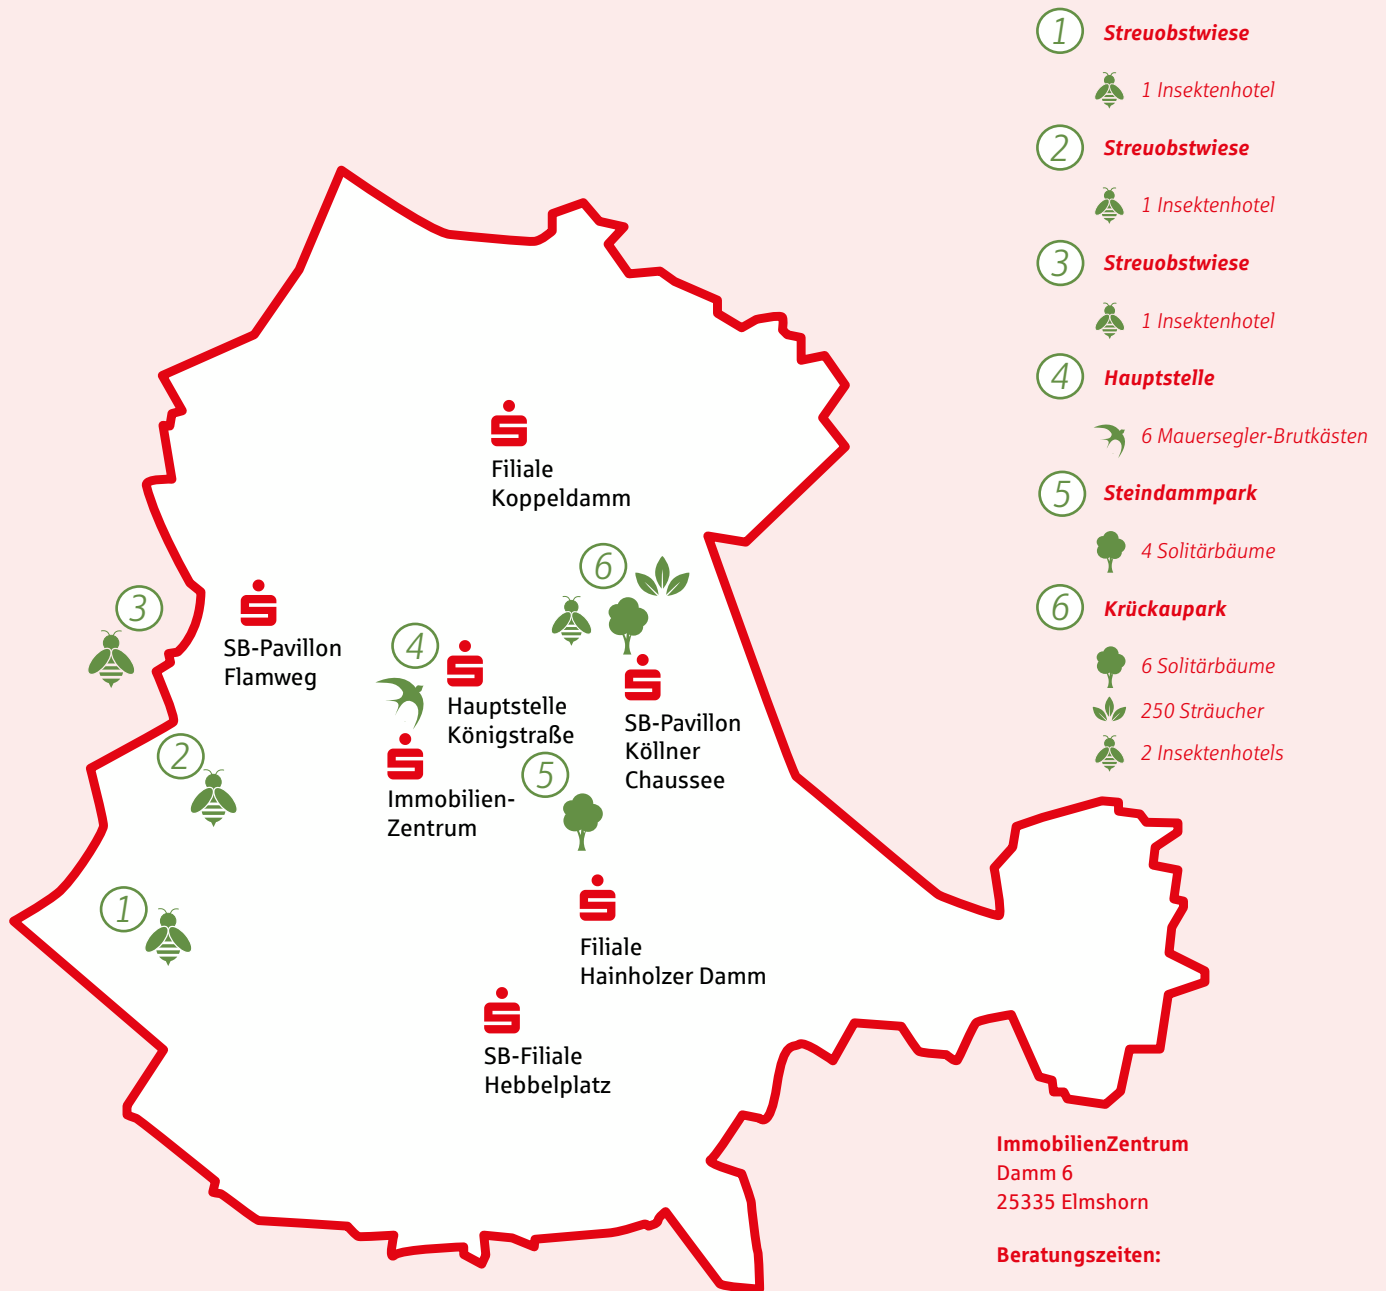 1 Streuobstwiese
1 Insektenhotel
2 Streuobstwiese
1 Insektenhotel
3 Streuobstwiese
1 Insektenhotel
4 Hauptstelle
6 Mauersegler-Brutkästen
5 Steindammpark
4 Solitärbäume
6 Krückaupark
6 Solitärbäume
250 Sträucher
2 Insektenhotels
Filiale
Koppeldamm
6
3
SB-Pavillon
Flamweg
4
Hauptstelle
Königstraße
SB-Pavillon
Köllner
Chaussee
2
5
Immobilien-
Zentrum
1
Filiale
Hainholzer Damm
SB-Filiale
Hebbelplatz
ImmobilienZentrum
Damm 6
25335 Elmshorn
Beratungszeiten: